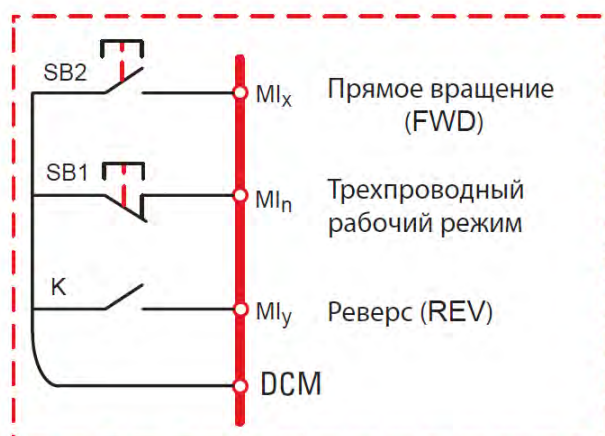 SB2
MIx
Прямое вращение
(FWD)
SB1
MIn
Трехпроводный
рабочий режим
K
MIy
Реверс (REV)
DCM